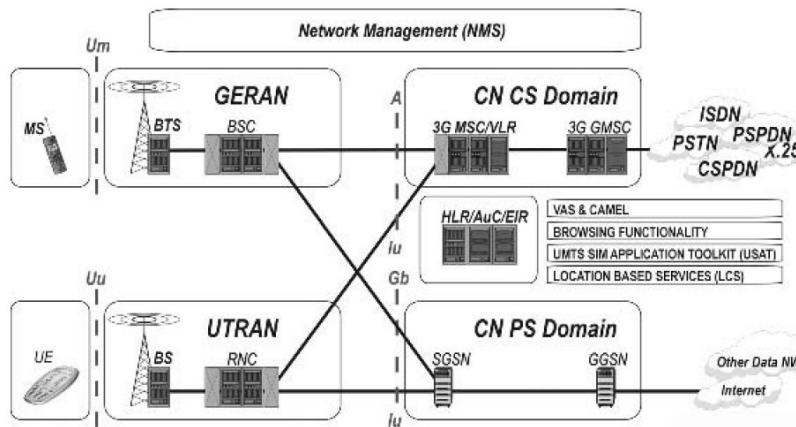 Network Management (NMS)
Um
GERAN
A
CN CS Domain
MS
BTS
BSC
3G MSC/VLR
3G GMSC
ISDN
PSTN
PSPDN
X.25
CSPDN
HLR/AuC/EIR
VAS & CAMEL
BROWSING FUNCTIONALITY
UMTS SIM APPLICATION TOOLKIT (USAT)
LOCATION BASED SERVICES (LCS)
iu
Uu
Gb
UTRAN
CN PS Domain
UE
BS
RNC
SGSN
GGSN
Other Data NW
Internet
iu